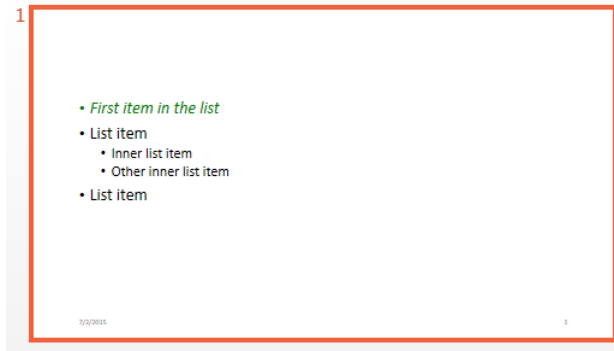 1
• First item in the list
• List item
• Inner list item
• Other inner list item
• List item
7/2/2015